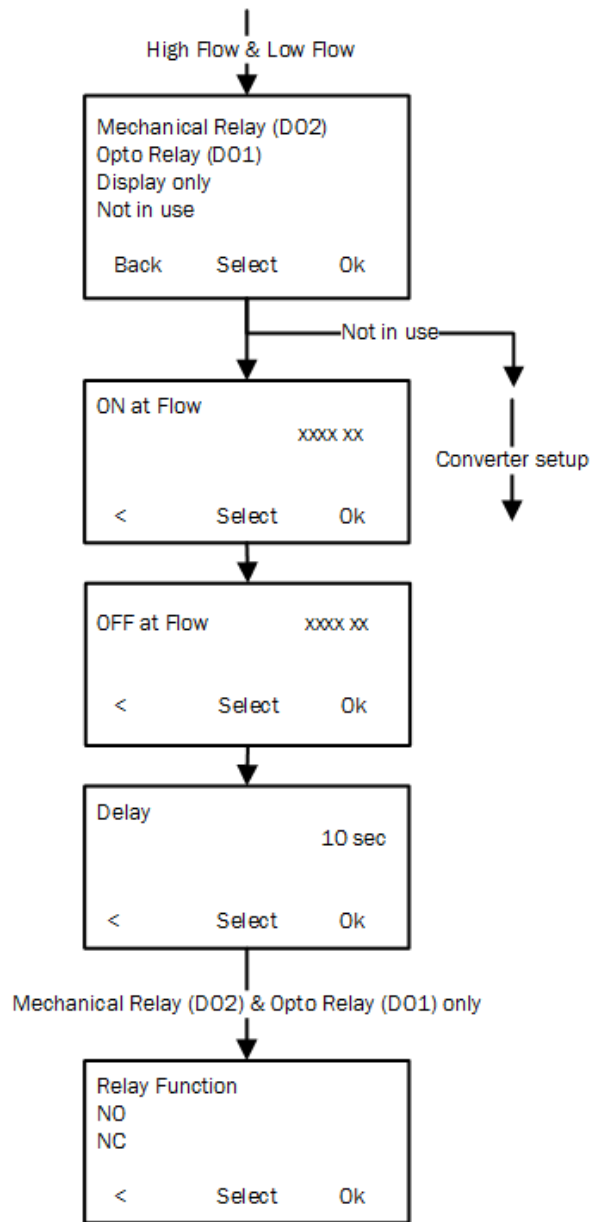 High Flow & Low Flow
Mechanical Relay (DO2)
Opto Relay (DO1)
Display only
Not in use
Back Select Ok
Not in use
ON at Flow
xxxx xx
< Select Ok
Converter setup
OFF at Flow xxxx xx
< Select Ok
Delay
10 sec
< Select Ok
Mechanical Relay (DO2) & Opto Relay (DO1) only
Relay Function
NO
NC
< Select Ok